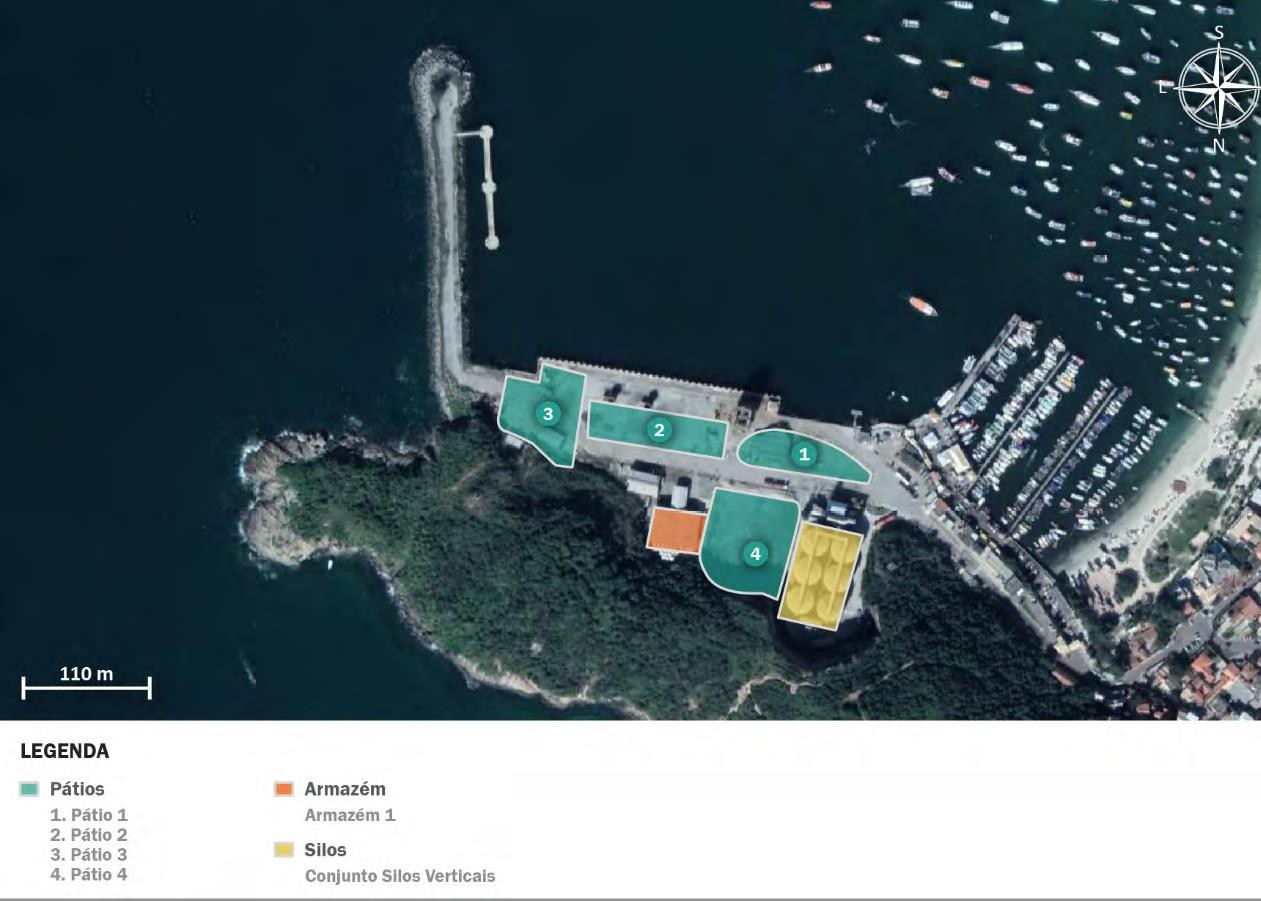 S
L
N
3
2
1
4
110 m
LEGENDA
Pátios
1. Pátio 1
2. Pátio 2
3. Pátio 3
4. Pátio 4
Armazém
Armazém 1
Silos
Conjunto Silos Verticais